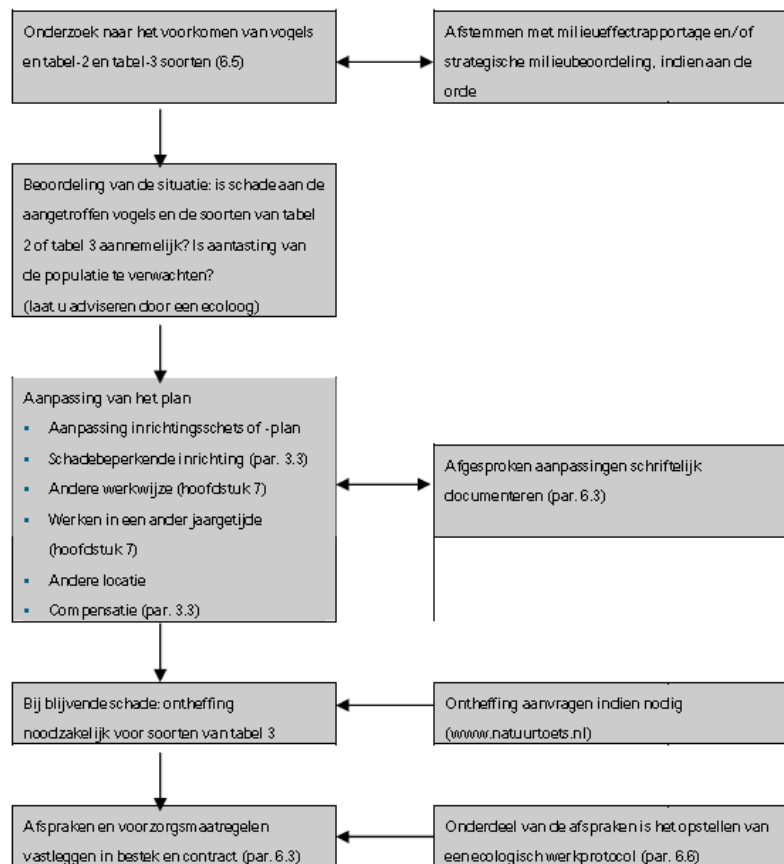 Onderzoek naar het voorkomen van vogels
en tabel-2 en tabel-3 soorten (6.5)
Afstemmen met milieueffectrapportage en/of
strategische milieubeoordeling, indien aan de
orde
Beoordeling van de situatie: is schade aan de
aangetroffen vogels en de soorten van tabel
2 of tabel 3 aannemelijk? Is aantasting van
de populatie te verwachten?
(laat u adviseren door een ecoloog)
Aanpassing van het plan
▪ Aanpassing inrichtingsschets of -plan
▪ Schadebeperkende inrichting (par. 3.3)
▪ Andere werkwijze (hoofdstuk 7)
▪ Werken in een ander jaargetijde
(hoofdstuk 7)
▪ Andere locatie
▪ Compensatie (par. 3.3)
Afgesproken aanpassingen schriftelijk
documenteren (par. 6.3)
Bij blijvende schade: ontheffing
noodzakelijk voor soorten van tabel 3
Ontheffing aanvragen indien nodig
(www.natuurtoets.nl)
Afspraken en voorzorgsmaatregelen
vastleggen in bestek en contract (par. 6.3)
Onderdeel van de afspraken is het opstellen van
een ecologisch werkprotocol (par. 6.6)